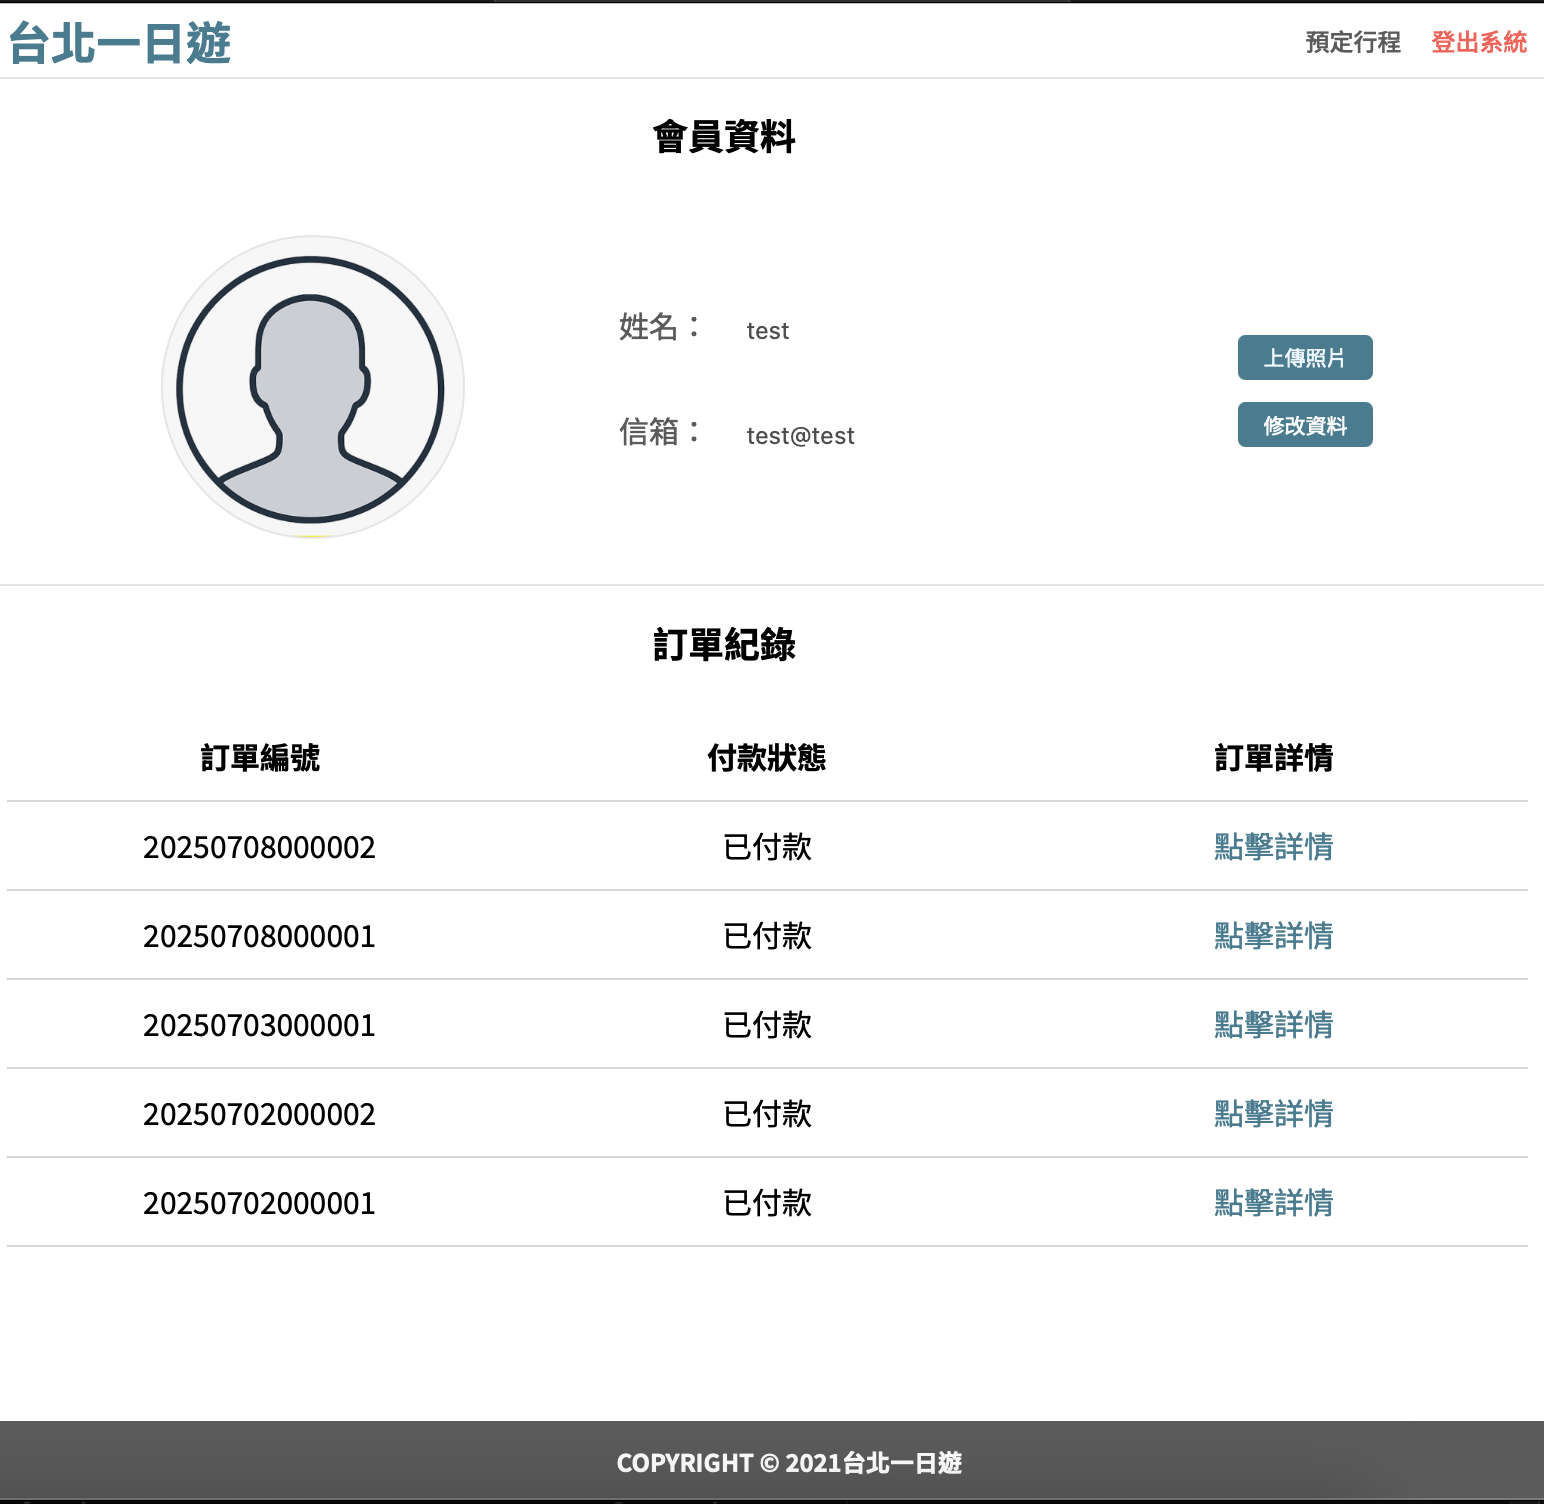 台北一日遊
預定行程 登出系統
會員資料
姓名： test
上傳照片
信箱： test@test
修改資料
訂單紀錄
訂單編號 付款狀態 訂單詳情
20250708000002 已付款 點擊詳情
20250708000001 已付款 點擊詳情
20250703000001 已付款 點擊詳情
20250702000002 已付款 點擊詳情
20250702000001 已付款 點擊詳情
COPYRIGHT © 2021台北一日遊